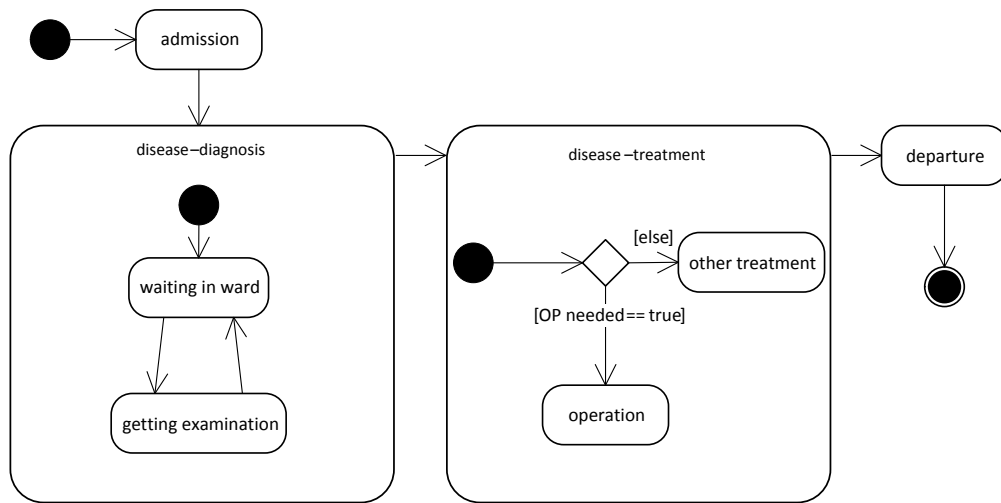 admission
disease–diagnosis
waiting in ward
getting examination
disease –treatment
[else]
other treatment
[OP needed== true]
operation
departure